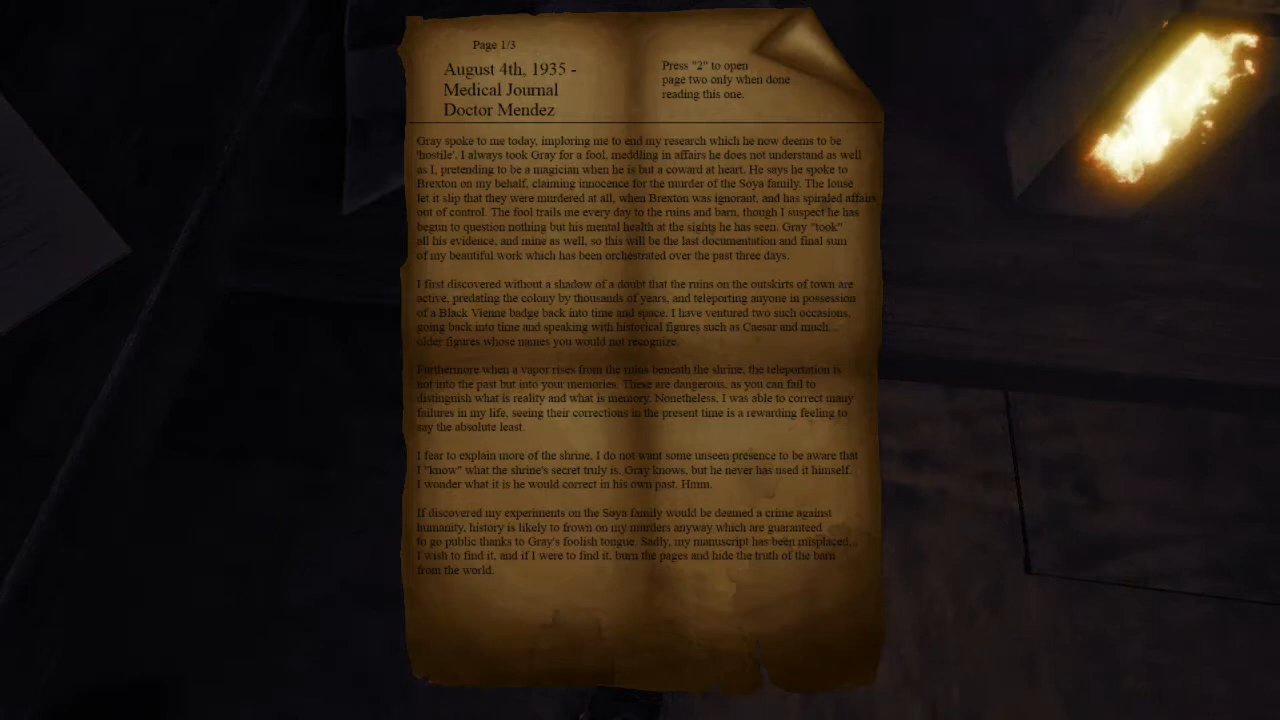 Page 1/3
August 4th, 1935 -
Medical Journal
Doctor Mendez
Press "2" to open
page two only when done
reading this one.
Gray spoke to me today, imploring me to end my research which he now deems to be
'hostile'. I always took Gray for a fool, meddling in affairs he does not understand as well
as I, pretending to be a magician when he is but a coward at heart. He says he spoke to
Brexton on my behalf, claiming innocence for the murder of the Soya family. The louse
let it slip that they were murdered at all, when Brexton was ignorant, and has spiraled affairs
out of control. The fool trails me every day to the ruins and barn, though I suspect he has
begun to question nothing but his mental health at the sights he has seen. Gray "took"
all his evidence, and mine as well, so this will be the last documentation and final sum
of my beautiful work which has been orchestrated over the past three days.
I first discovered without a shadow of a doubt that the ruins on the outskirts of town are
active, predating the colony by thousands of years, and teleporting anyone in possession
of a Black Vienne badge back into time and space. I have ventured two such occasions,
going back into time and speaking with historical figures such as Caesar and much...
older figures whose names you would not recognize.
Furthermore when a vapor rises from the ruins beneath the shrine, the teleportation is
not into the past but into your memories. These are dangerous, as you can fail to
distinguish what is reality and what is memory. Nonetheless, I was able to correct many
failures in my life, seeing their corrections in the present time is a rewarding feeling to
say the absolute least.
I fear to explain more of the shrine, I do not want some unseen presence to be aware that
I "know" what the shrine's secret truly is. Gray knows, but he never has used it himself.
I wonder what it is he would correct in his own past. Hmm.
If discovered my experiments on the Soya family would be deemed a crime against
humanity, history is likely to frown on my murders anyway which are guaranteed
to go public thanks to Gray's foolish tongue. Sadly, my manuscript has been misplaced...
I wish to find it, and if I were to find it, burn the pages and hide the truth of the barn
from the world.